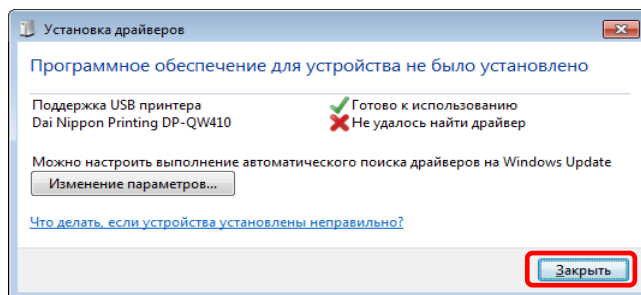 Установка драйверов
Программное обеспечение для устройства не было установлено
Поддержка USB принтера Готово к использованию
Dai Nippon Printing DP-QW410 Не удалось найти драйвер
Можно настроить выполнение автоматического поиска драйверов на Windows Update
Изменение параметров...
Что делать, если устройства установлены неправильно?
Закрыть